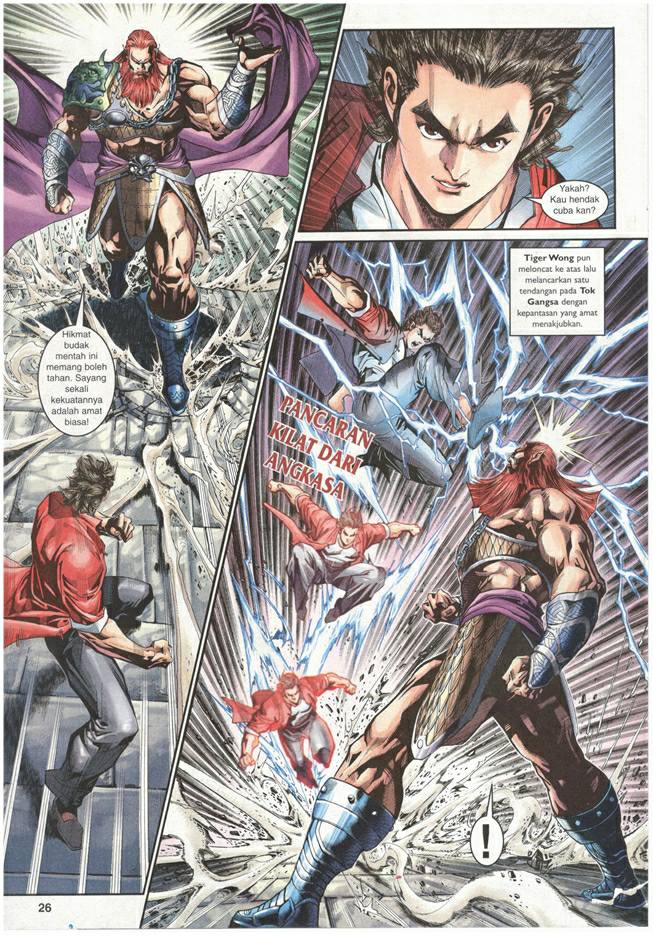 Hikmat
budak
mentah ini
memang boleh
tahan. Sayang
sekali
kekuatannya
adalah amat
biasa!
Yakah?
Kau hendak
cuba kan?
Tiger Wong pun
meloncat ke atas lalu
melancarkan satu
tendangan pada Tok
Gangsa dengan
kepantasan yang amat
menakjubkan.
PANCARAN
KILAT DARI
ANGKASA
!
26